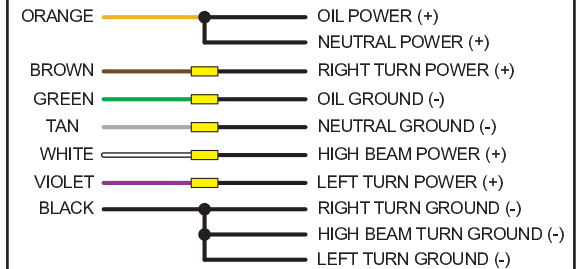 ORANGE OIL POWER (+)
NEUTRAL POWER (+)
BROWN RIGHT TURN POWER (+)
GREEN OIL GROUND (-)
TAN NEUTRAL GROUND (-)
WHITE HIGH BEAM POWER (+)
VIOLET LEFT TURN POWER (+)
BLACK RIGHT TURN GROUND (-)
HIGH BEAM TURN GROUND (-)
LEFT TURN GROUND (-)